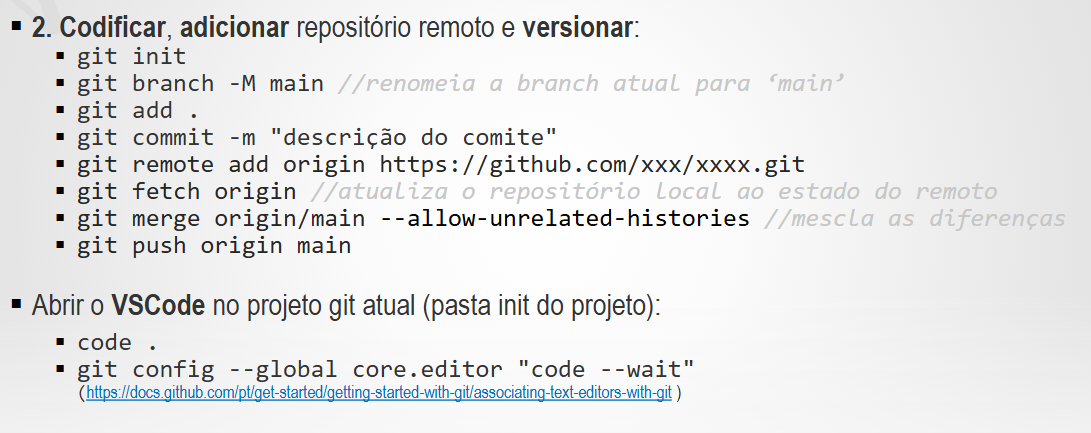 2. Codificar, adicionar repositório remoto e versionar:
git init
git branch -M main //renomeia a branch atual para ‘main’
git add .
git commit -m "descrição do comite"
git remote add origin https://github.com/xxx/xxxx.git
git fetch origin //atualiza o repositório local ao estado do remoto
git merge origin/main --allow-unrelated-histories //mescla as diferenças
git push origin main
Abrir o VSCode no projeto git atual (pasta init do projeto):
code .
git config --global core.editor "code --wait"
(https://docs.github.com/pt/get-started/getting-started-with-git/associating-text-editors-with-git )